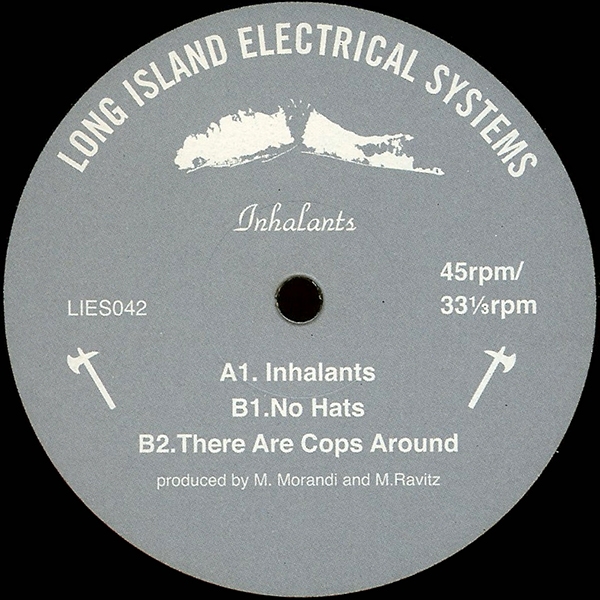 LONG ISLAND ELECTRICAL SYSTEMS
Inhalants
45rpm/
LIES042
33⅓rpm
A1. Inhalants
B1.No Hats
B2.There Are Cops Around
produced by M. Morandi and M.Ravitz